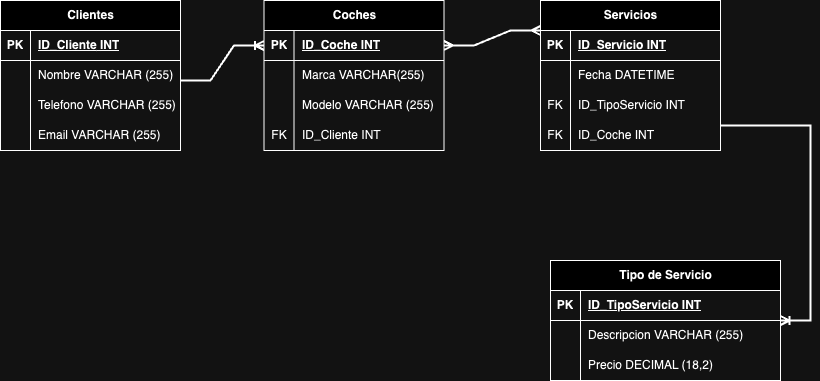 Clientes
PK ID_Cliente INT
Nombre VARCHAR (255)
Telefono VARCHAR (255)
Email VARCHAR (255)
Coches
PK ID_Coche INT
Marca VARCHAR(255)
Modelo VARCHAR (255)
FK ID_Cliente INT
Servicios
PK ID_Servicio INT
Fecha DATETIME
FK ID_TipoServicio INT
FK ID_Coche INT
Tipo de Servicio
PK ID_TipoServicio INT
Descripcion VARCHAR (255)
Precio DECIMAL (18,2)